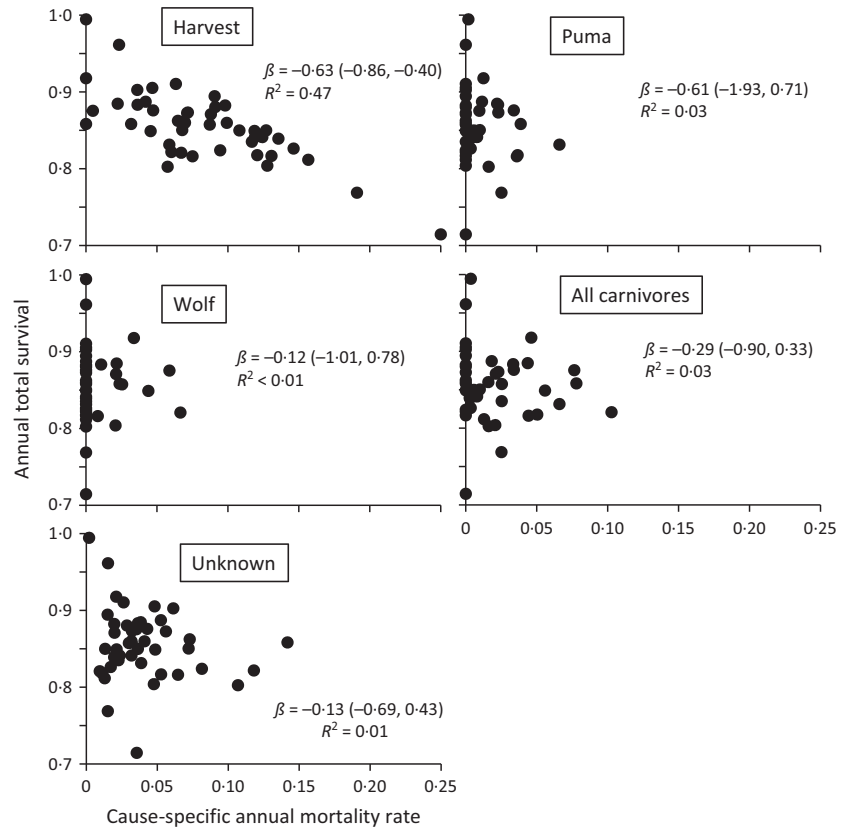 Harvest
ß = –0·63 (–0·86, –0·40)
R² = 0·47
1·0
0·9
0·8
0·7
Puma
ß = –0·61 (–1·93, 0·71)
R² = 0·03
Wolf
ß = –0·12 (–1·01, 0·78)
R² < 0·01
1·0
0·9
0·8
0·7
All carnivores
ß = –0·29 (–0·90, 0·33)
R² = 0·03
0 0·05 0·10 0·15 0·20 0·25
Annual total survival
Unknown
ß = –0·13 (–0·69, 0·43)
R² = 0·01
1·0
0·9
0·8
0·7
0 0·05 0·10 0·15 0·20 0·25
Cause-specific annual mortality rate